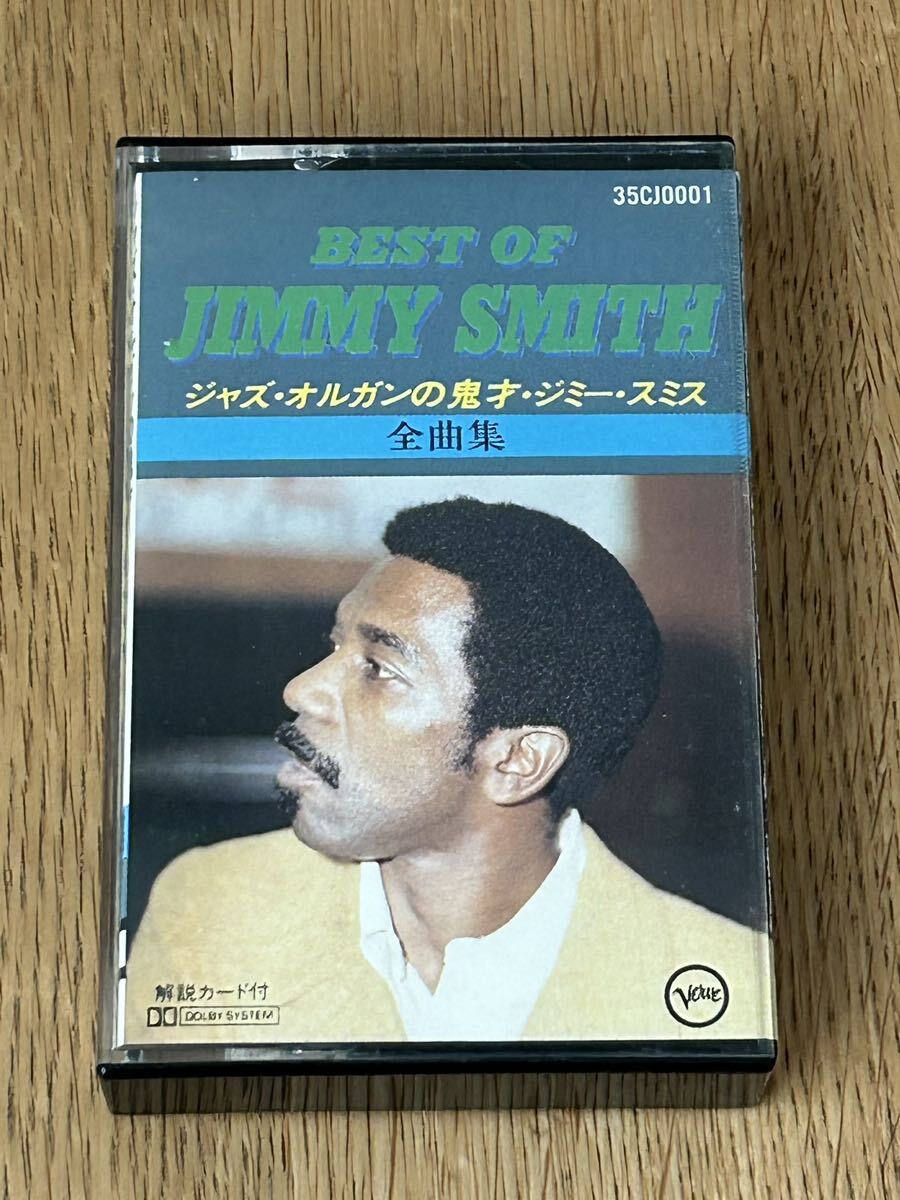 35CJ0001
BEST OF
JIMMY SMITH
ジャズ・オルガンの鬼才・ジミー・スミス
全曲集
解説カード付
DOLBY SYSTEM
VERVE